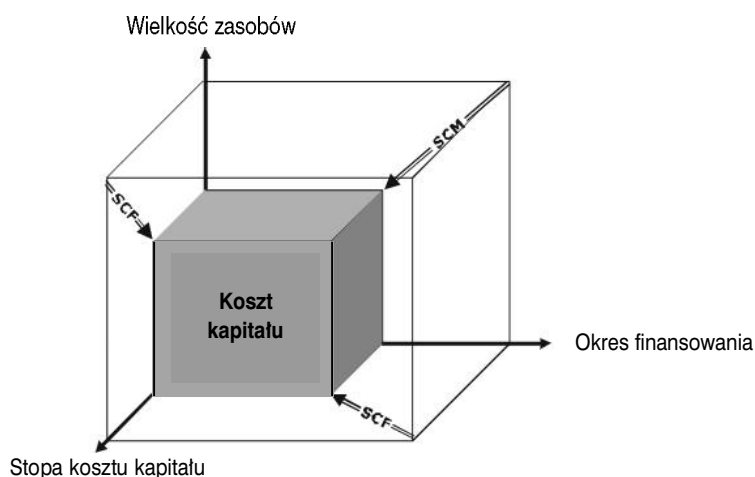 Wielkość zasobów
SCM
SCF
Koszt
kapitału
Okres finansowania
SCF
Stopa kosztu kapitału